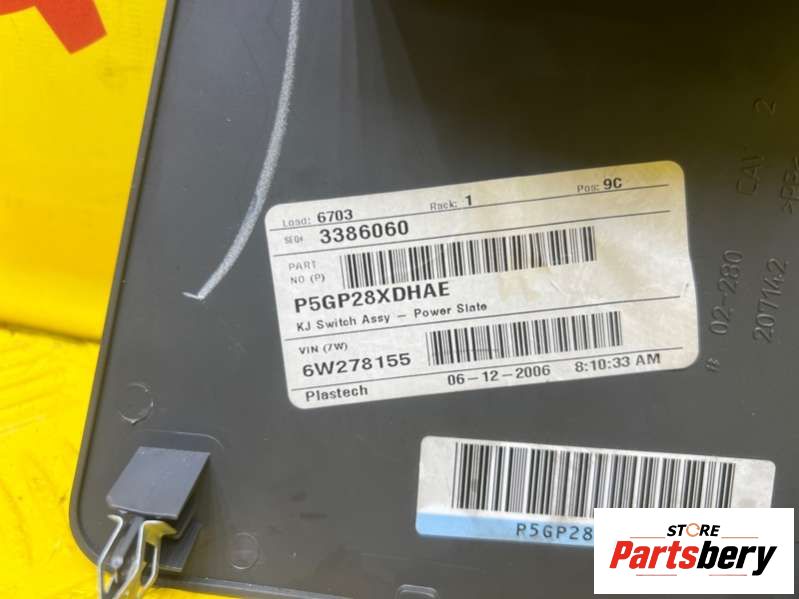 Load: 6703 Rack: 1 Pos: 9C
SEQ# 3386060
PART
NO (P)
P5GP28XDHAE
KJ Switch Assy – Power Slate
VIN (7W)
6W278155
Plastech 06-12-2006 8:10:33 AM
CAV 2
02-280
2071142
P5GP28
STORE
Partsbery